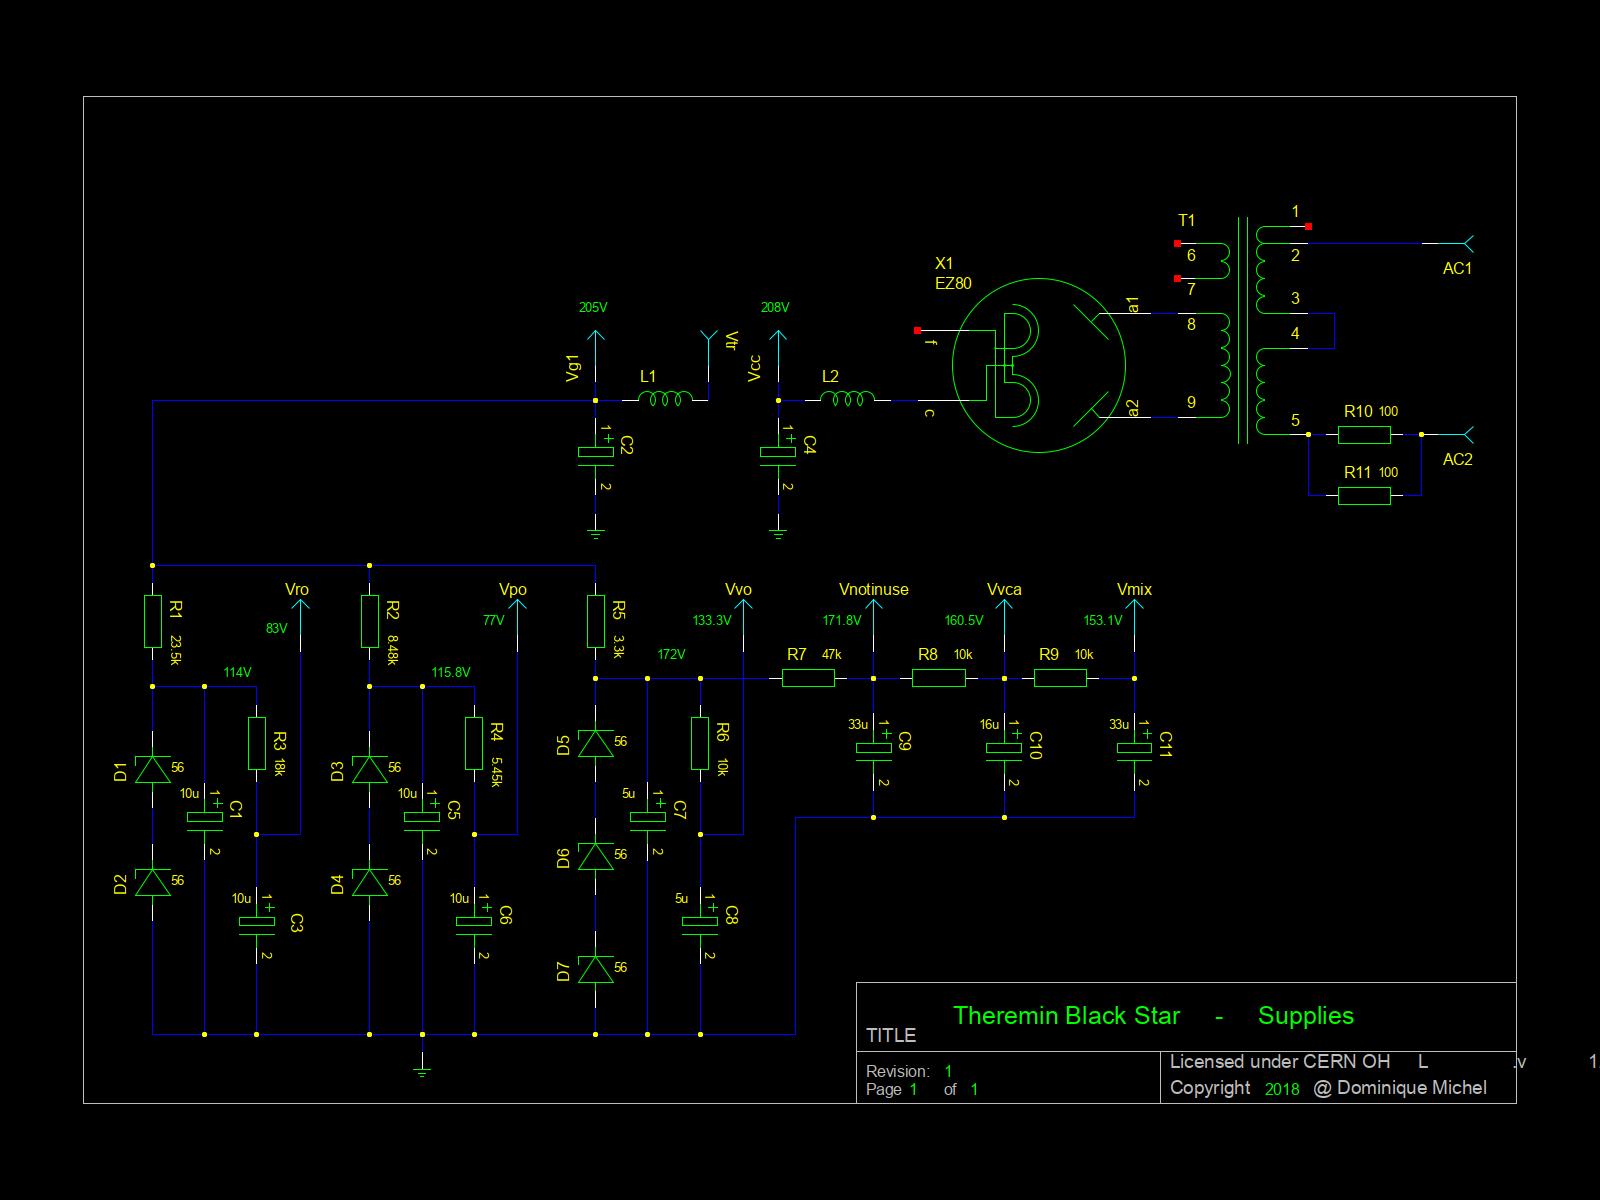 1
T1
6
2
AC1
X1
EZ80
7
3
a1
205V
208V
8
4
f
Vtr
Vg1
Vcc
L1
L2
c
a2
9
5
R10 100
AC2
R11 100
1
+
C2
2
1
+
C4
2
Vro
Vpo
Vvo
Vnotinuse
Vvca
Vmix
R1
23.5k
83V
R2
8.48k
77V
R5
3.3k
133.3V
171.8V
160.5V
153.1V
114V
115.8V
172V
R7 47k
R8 10k
R9 10k
R3
18k
R4
5.45k
R6
10k
33u 1
+
C9
2
16u 1
+
C10
2
33u 1
+
C11
2
D1
56
D3
56
D5
56
10u 1
+
C1
2
10u 1
+
C5
2
5u 1
+
C7
2
D2
56
D4
56
D6
56
10u 1
+
C3
2
10u 1
+
C6
2
5u 1
+
C8
2
D7
56
Theremin Black Star - Supplies
TITLE
Revision: 1
Page 1 of 1
Licensed under CERN OH L .v 1.
Copyright 2018 @ Dominique Michel